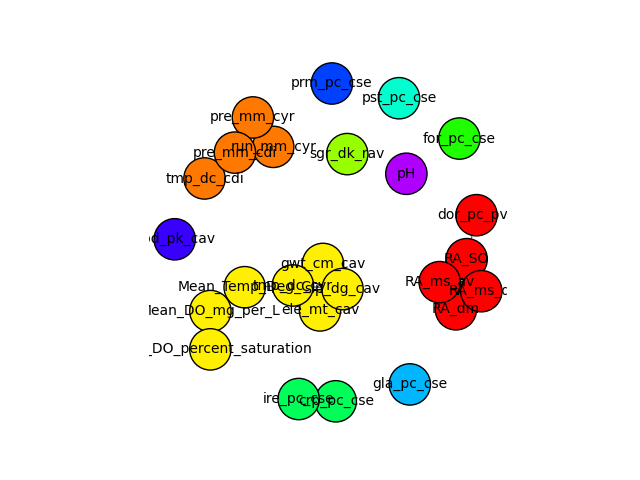 prm_pc_cse
pst_pc_cse
pre_mm_cyr
for_pc_cse
run_mm_cyr
pre_mm_cdi
sgr_dk_rav
pH
tmp_dc_cdi
dor_pc_pv
d_pk_cav
RA_SO
gwt_cm_cav
RA_ms_av
Mean_Temp_Deg_C
tmp_dc_cyr
slp_dg_cav
RA_ms_c
RA_dm
ele_mt_cav
lean_DO_mg_per_L
_DO_percent_saturation
gla_pc_cse
ire_pc_cse
crp_pc_cse